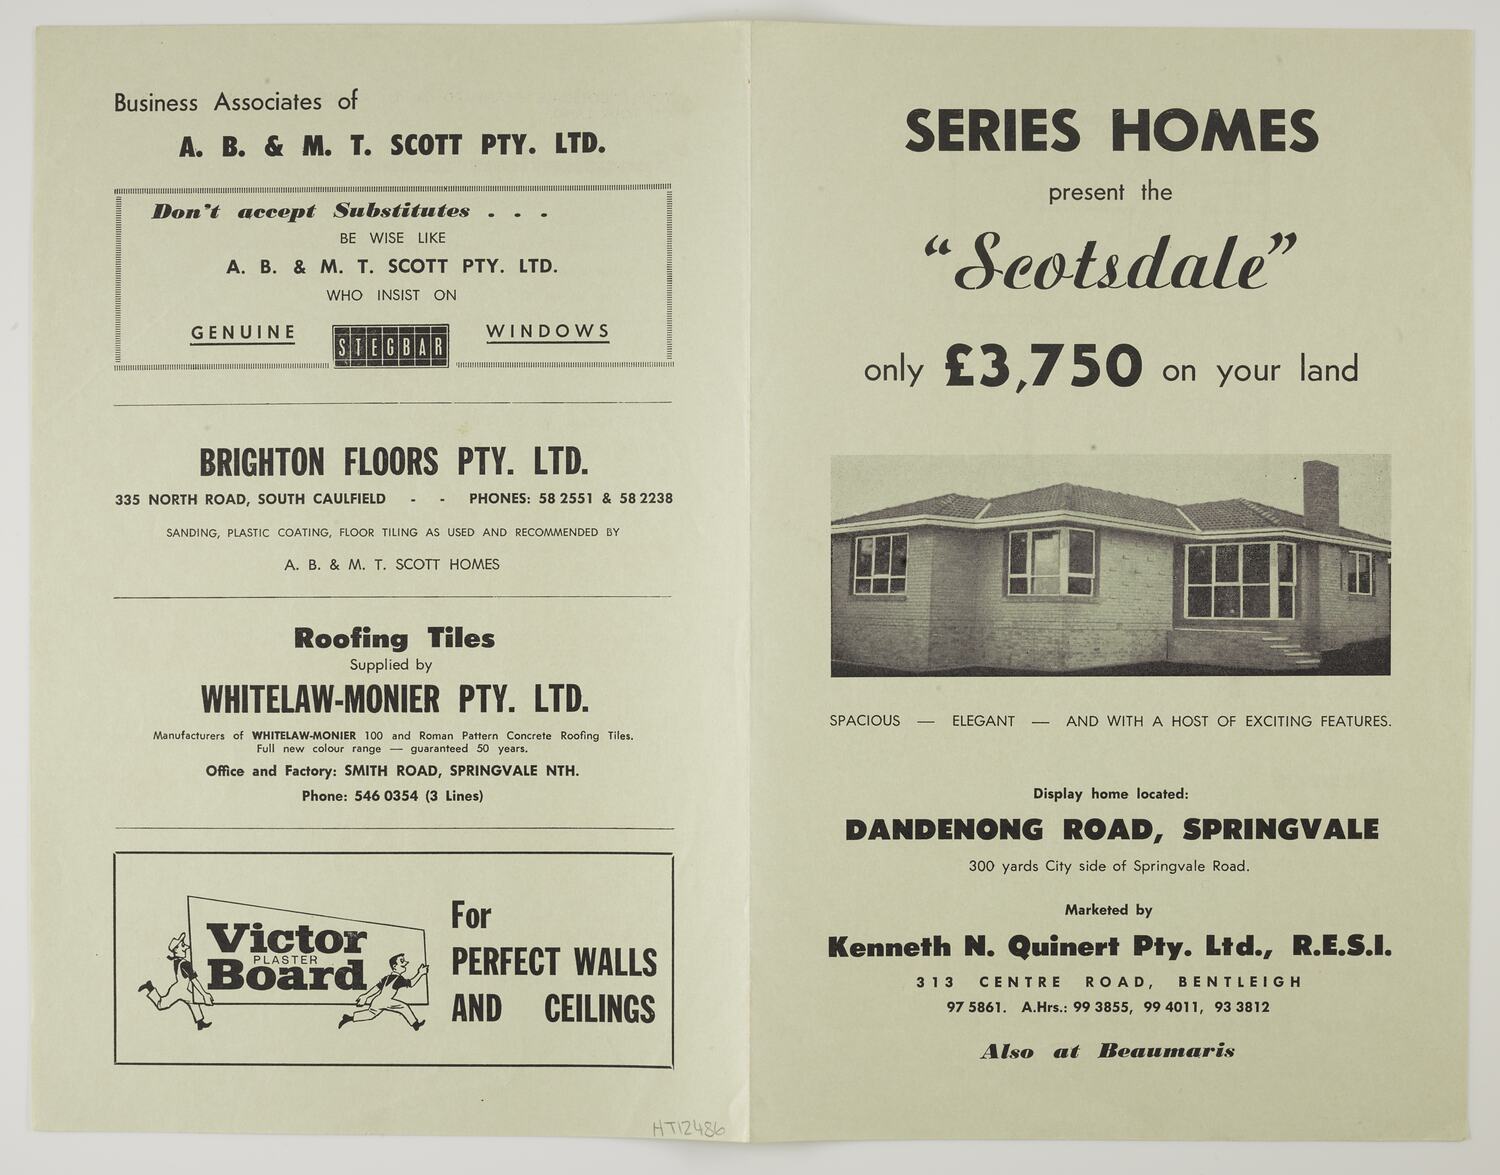 Business Associates of
A. B. & M. T. SCOTT PTY. LTD.
Don't accept Substitutes . . .
BE WISE LIKE
A. B. & M. T. SCOTT PTY. LTD.
WHO INSIST ON
GENUINE STEGBAR WINDOWS
BRIGHTON FLOORS PTY. LTD.
335 NORTH ROAD, SOUTH CAULFIELD - - PHONES: 58 2551 & 58 2238
SANDING, PLASTIC COATING, FLOOR TILING AS USED AND RECOMMENDED BY
A. B. & M. T. SCOTT HOMES
Roofing Tiles
Supplied by
WHITELAW-MONIER PTY. LTD.
Manufacturers of WHITELAW-MONIER 100 and Roman Pattern Concrete Roofing Tiles.
Full new colour range — guaranteed 50 years.
Office and Factory: SMITH ROAD, SPRINGVALE NTH.
Phone: 546 0354 (3 Lines)
Victor
PLASTER
Board
For
PERFECT WALLS
AND CEILINGS
HT12486
SERIES HOMES
present the
"Scotsdale"
only £3,750 on your land
SPACIOUS — ELEGANT — AND WITH A HOST OF EXCITING FEATURES.
Display home located:
DANDENONG ROAD, SPRINGVALE
300 yards City side of Springvale Road.
Marketed by
Kenneth N. Quinert Pty. Ltd., R.E.S.I.
313 CENTRE ROAD, BENTLEIGH
97 5861. A.Hrs.: 99 3855, 99 4011, 93 3812
Also at Beaumaris